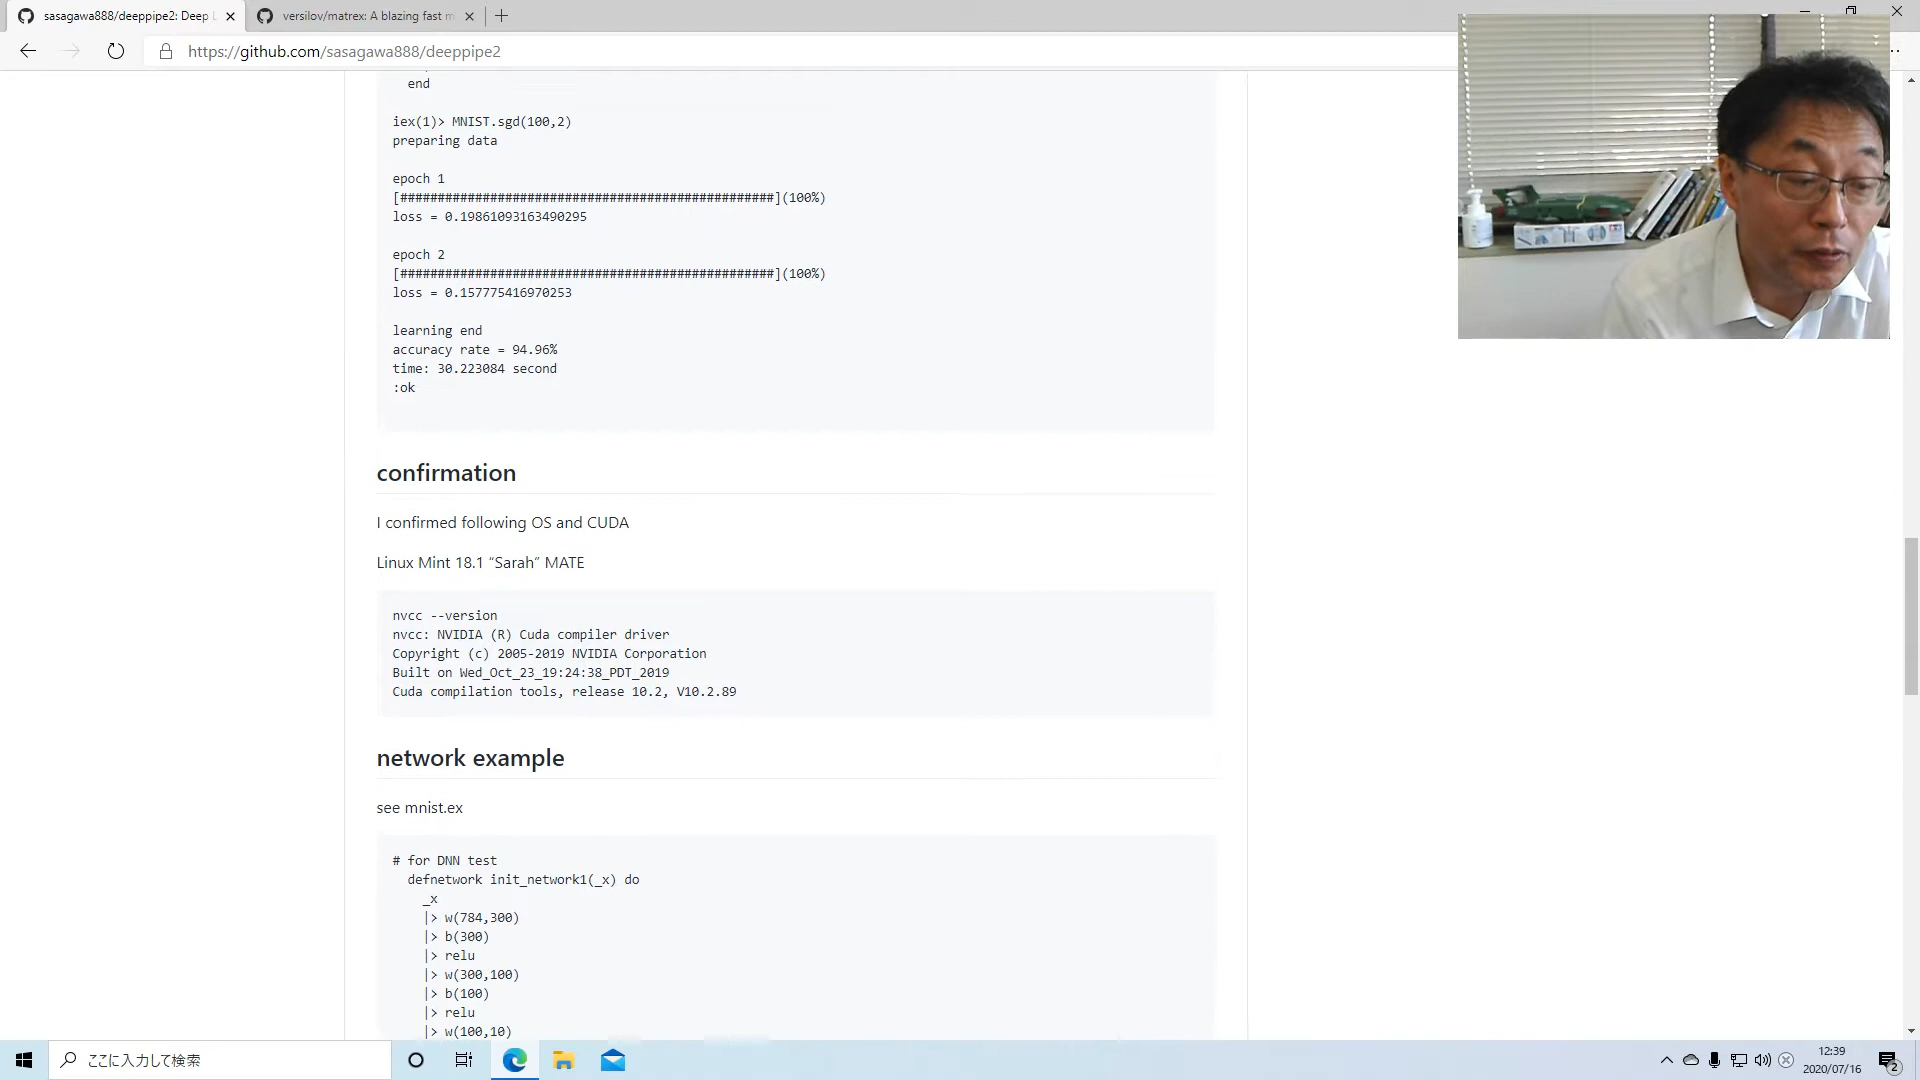 sasagawa888/deeppipe2: Deep L
versilov/matrex: A blazing fast m
https://github.com/sasagawa888/deeppipe2
end
iex(1)> MNIST.sgd(100,2)
preparing data
epoch 1
[##################################################](100%)
loss = 0.19861093163490295
epoch 2
[##################################################](100%)
loss = 0.157775416970253
learning end
accuracy rate = 94.96%
time: 30.223084 second
:ok
confirmation
I confirmed following OS and CUDA
Linux Mint 18.1 “Sarah” MATE
nvcc --version
nvcc: NVIDIA (R) Cuda compiler driver
Copyright (c) 2005-2019 NVIDIA Corporation
Built on Wed_Oct_23_19:24:38_PDT_2019
Cuda compilation tools, release 10.2, V10.2.89
network example
see mnist.ex
# for DNN test
defnetwork init_network1(_x) do
_x
|> w(784,300)
|> b(300)
|> relu
|> w(300,100)
|> b(100)
|> relu
|> w(100,10)
ここに入力して検索
12:39
2020/07/16
2